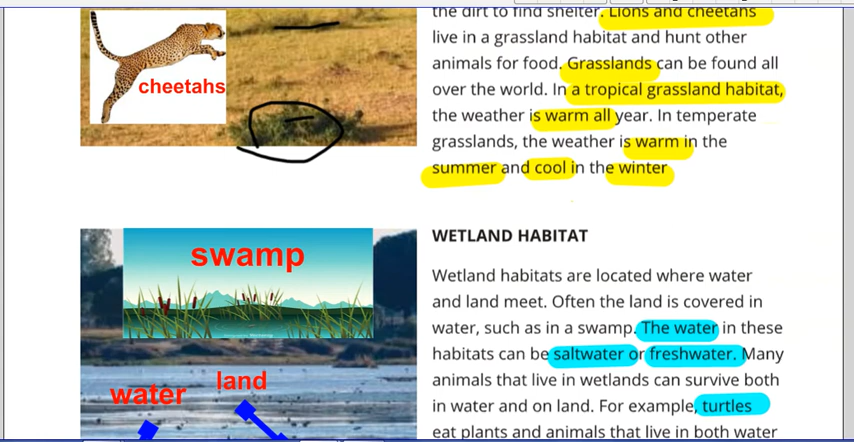 cheetahs
the dirt to find shelter. Lions and cheetahs
live in a grassland habitat and hunt other
animals for food. Grasslands can be found all
over the world. In a tropical grassland habitat,
the weather is warm all year. In temperate
grasslands, the weather is warm in the
summer and cool in the winter
swamp
water
land
WETLAND HABITAT
Wetland habitats are located where water
and land meet. Often the land is covered in
water, such as in a swamp. The water in these
habitats can be saltwater or freshwater. Many
animals that live in wetlands can survive both
in water and on land. For example, turtles
eat plants and animals that live in both water